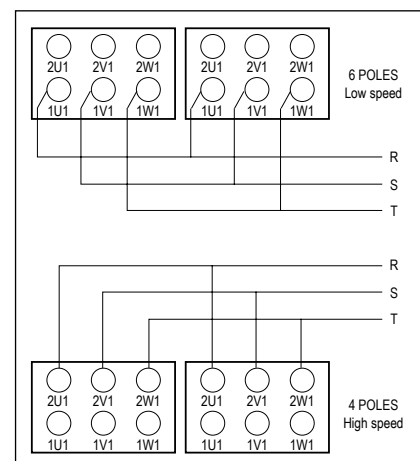 2U1 2V1 2W1 2U1 2V1 2W1
6 POLES
Low speed
1U1 1V1 1W1 1U1 1V1 1W1
R
S
T
R
S
T
2U1 2V1 2W1 2U1 2V1 2W1
4 POLES
High speed
1U1 1V1 1W1 1U1 1V1 1W1